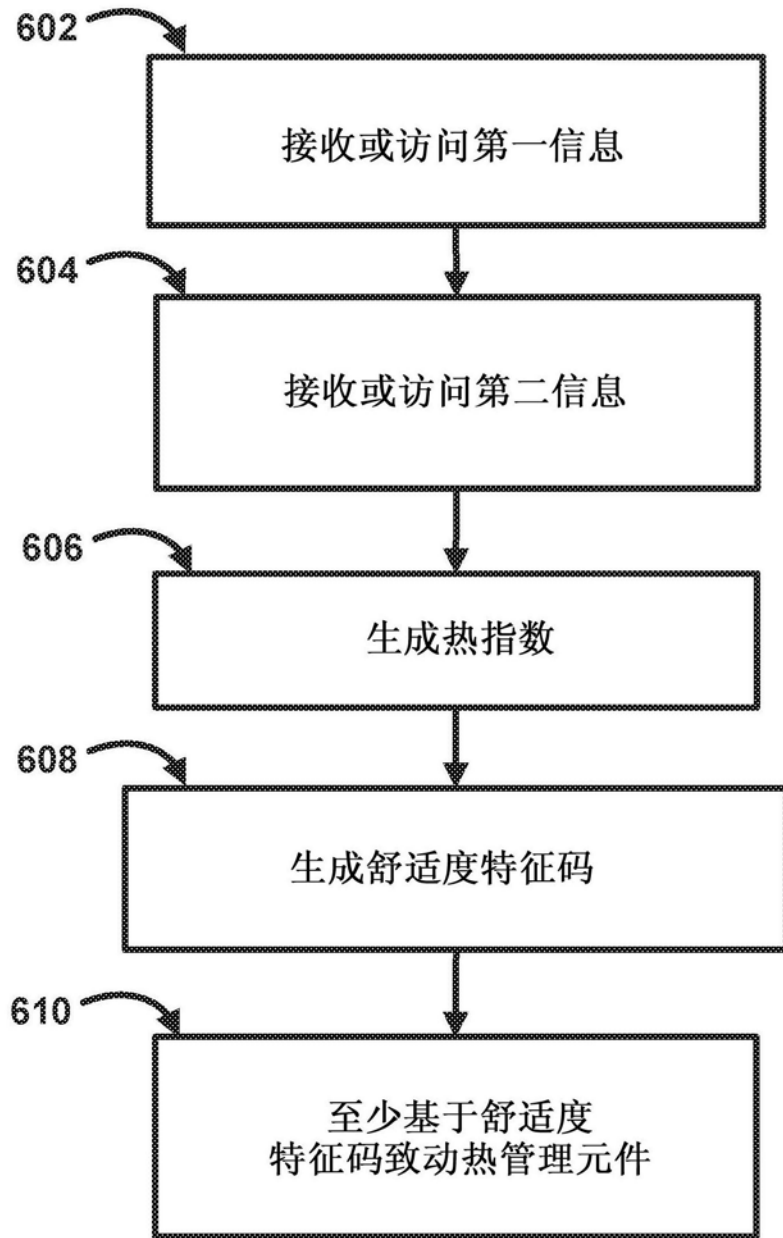 602
接收或访问第一信息
604
接收或访问第二信息
606
生成热指数
608
生成舒适度特征码
610
至少基于舒适度
特征码致动热管理元件